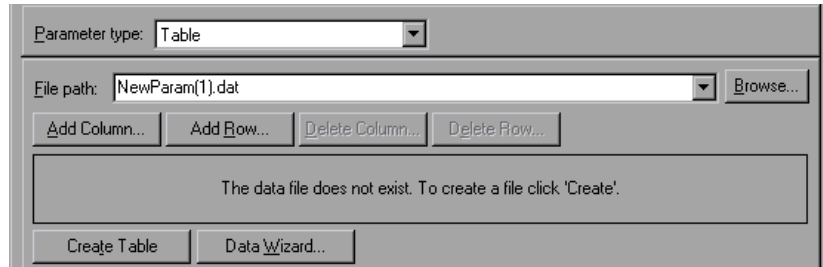 Parameter type: Table
File path: NewParam(1).dat Browse...
Add Column... Add Row... Delete Column... Delete Row...
The data file does not exist. To create a file click 'Create'.
Create Table Data Wizard...